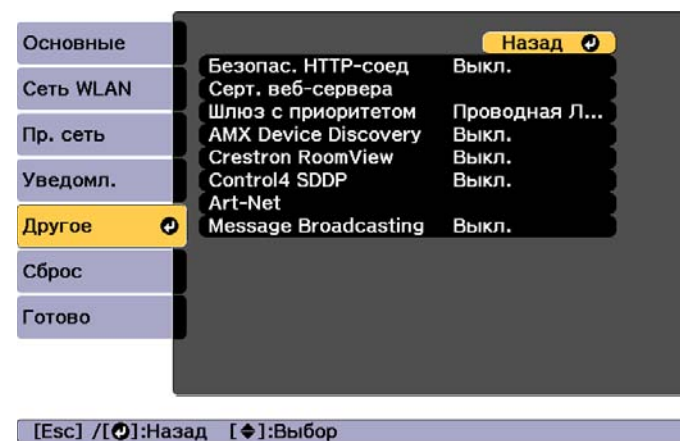 Основные
Сеть WLAN
Пр. сеть
Уведомл.
Другое
Сброс
Готово
Назад
Безопас. HTTP-соед Выкл.
Серт. веб-сервера
Шлюз с приоритетом Проводная Л...
AMX Device Discovery Выкл.
Crestron RoomView Выкл.
Control4 SDDP Выкл.
Art-Net
Message Broadcasting Выкл.
[Esc] /[↵]:Назад [◆]:Выбор